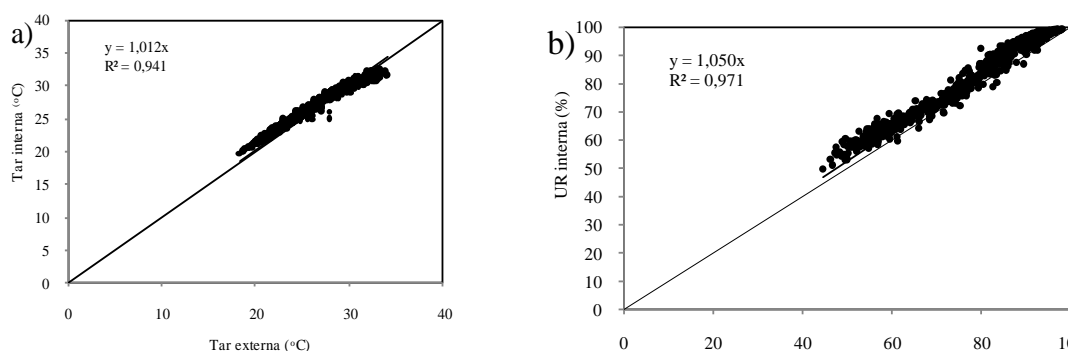 a)
y = 1,012x
R² = 0,941
Tar interna (°C)
40
35
30
25
20
15
10
5
0
0 10 20 30 40
Tar externa (°C)
b)
y = 1,050x
R² = 0,971
UR interna (%)
100
90
80
70
60
50
40
30
20
10
0
0 20 40 60 80 10